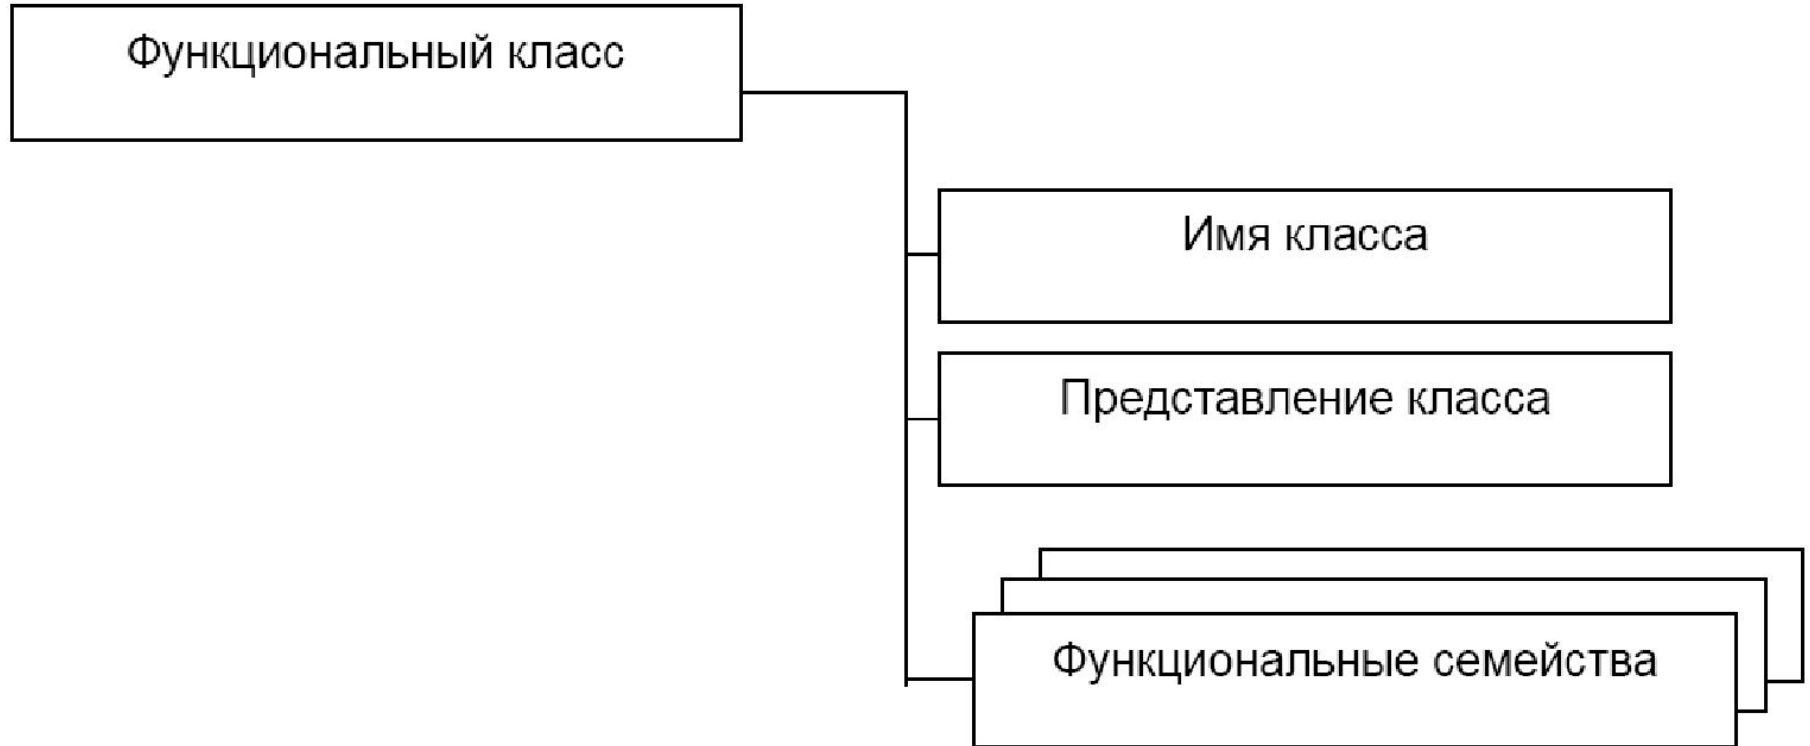 Функциональный класс
Имя класса
Представление класса
Функциональные семейства